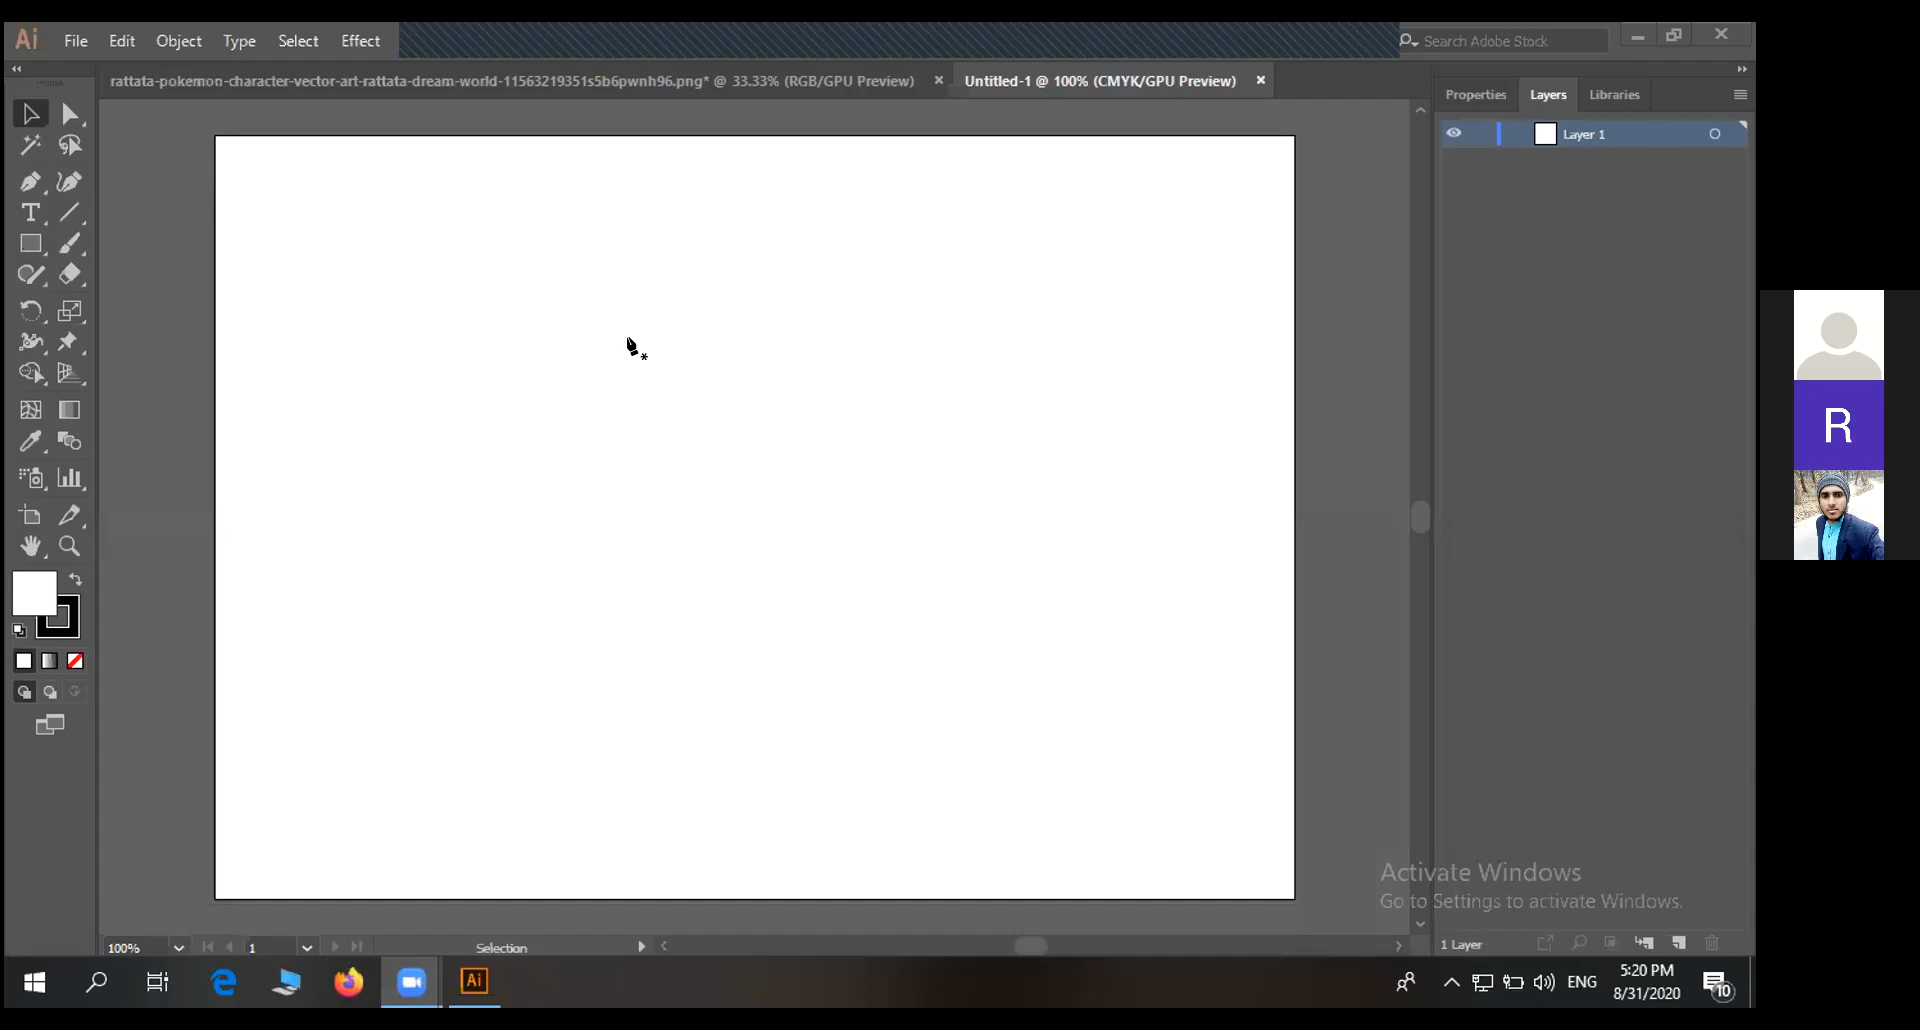 Ai File Edit Object Type Select Effect Search Adobe Stock
rattata-pokemon-character-vector-art-rattata-dream-world-11563219351s5b6pwnh96.png* @ 33.33% (RGB/GPU Preview) Untitled-1 @ 100% (CMYK/GPU Preview)
Properties Layers Libraries
Layer 1
R
Activate Windows
Go to Settings to activate Windows.
100% 1 Selection
1 Layer
Ai
ENG
5:20 PM
8/31/2020
10